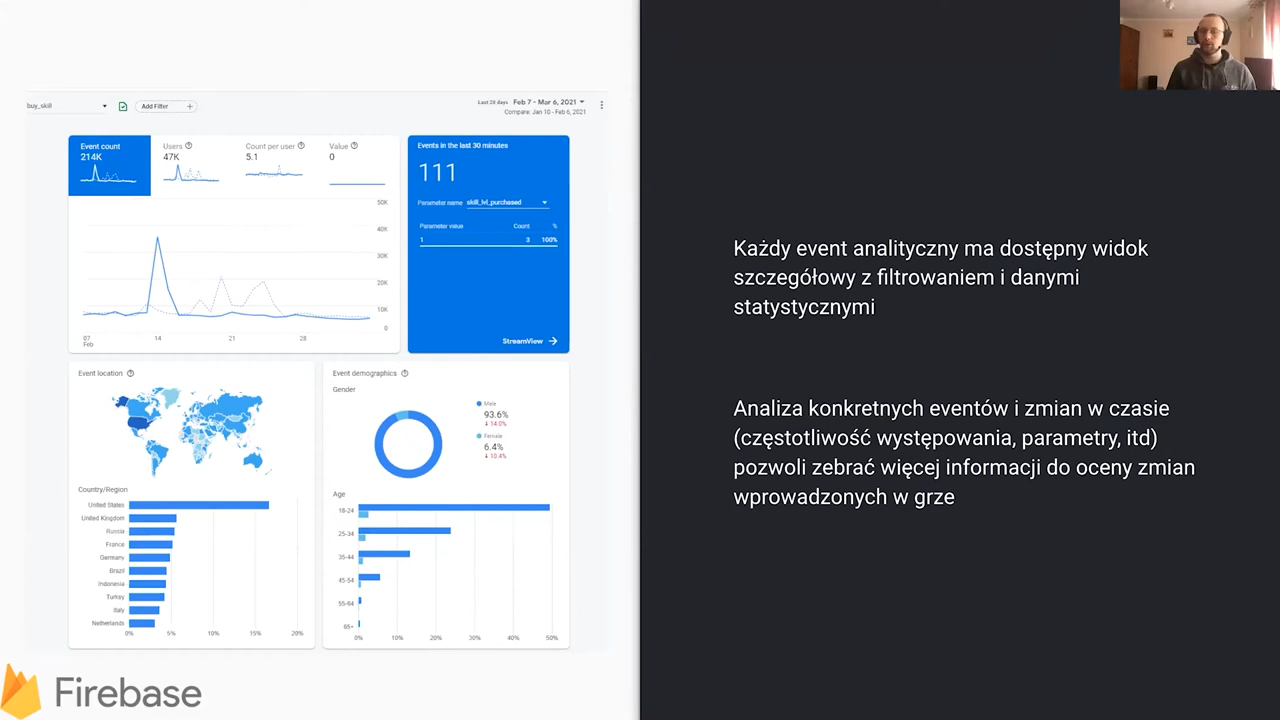 buy_skill
Add Filter +
Last 28 days Feb 7 - Mar 6, 2021
Compare: Jan 10 - Feb 6, 2021
Event count
214K
Users
47K
Count per user
5.1
Value
0
50K
40K
30K
20K
10K
0
07
Feb
14
21
28
Events in the last 30 minutes
111
Parameter name skill_lvl_purchased
Parameter value Count %
1 3 100%
StreamView
Event location
Country/Region
United States
United Kingdom
Russia
France
Germany
Brazil
Indonesia
Turkey
Italy
Netherlands
0% 5% 10% 15% 20%
Event demographics
Gender
Male
93.6%
↓ 14.0%
Female
6.4%
↓ 10.4%
Age
18-24
25-34
35-44
45-54
55-64
65+
0% 10% 20% 30% 40% 50%
Firebase
Każdy event analityczny ma dostępny widok
szczegółowy z filtrowaniem i danymi
statystycznymi
Analiza konkretnych eventów i zmian w czasie
(częstotliwość występowania, parametry, itd)
pozwoli zebrać więcej informacji do oceny zmian
wprowadzonych w grze